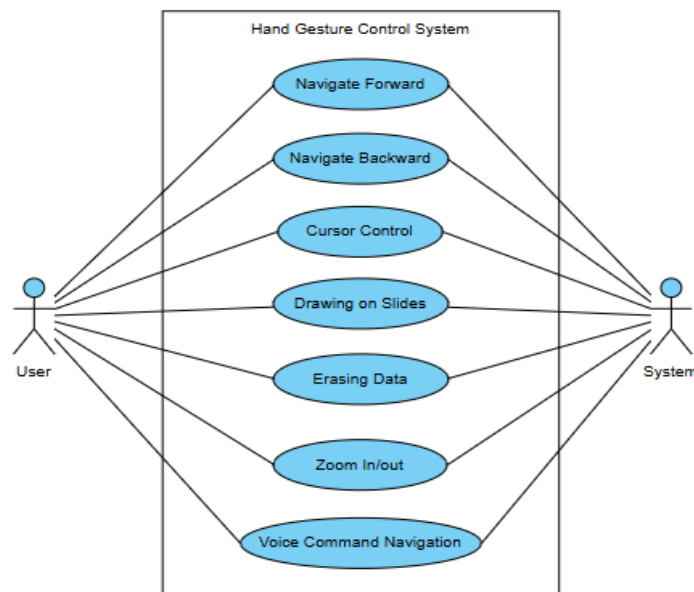 Hand Gesture Control System
Navigate Forward
Navigate Backward
Cursor Control
Drawing on Slides
Erasing Data
User
System
Zoom In/out
Voice Command Navigation